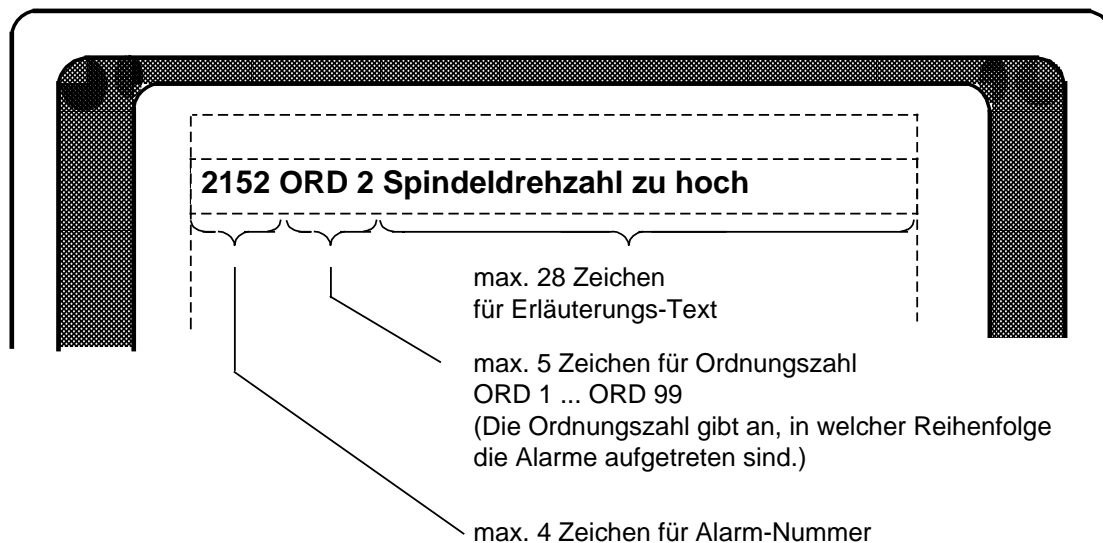 2152 ORD 2 Spindeldrehzahl zu hoch
max. 28 Zeichen
für Erläuterungs-Text
max. 5 Zeichen für Ordnungszahl
ORD 1 ... ORD 99
(Die Ordnungszahl gibt an, in welcher Reihenfolge
die Alarme aufgetreten sind.)
max. 4 Zeichen für Alarm-Nummer